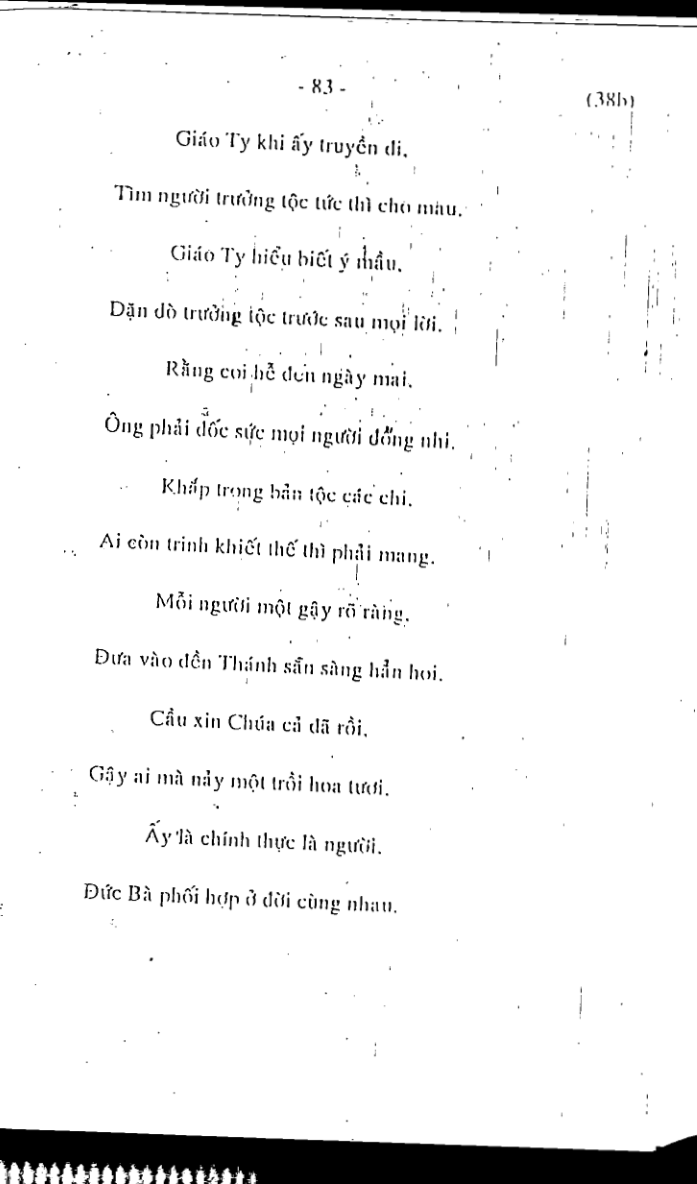 - 83 -
(38b)
Giáo Ty khi ấy truyền đi,
Tìm người trưởng tộc tức thì cho mau.
Giáo Ty hiểu biết ý mầu,
Dặn dò trưởng tộc trước sau mọi lời.
Rằng coi hễ đến ngày mai,
Ông phải dốc sức mọi người đồng nhi.
Khắp trong bản tộc các chi,
Ai còn trinh khiết thế thì phải mang.
Mỗi người một gậy rõ ràng,
Đưa vào đền Thánh sẵn sàng hẳn hoi.
Cầu xin Chúa cả đã rồi,
Gậy ai mà nảy một trồi hoa tươi.
Ấy là chính thực là người,
Đức Bà phối hợp ở đời cùng nhau.